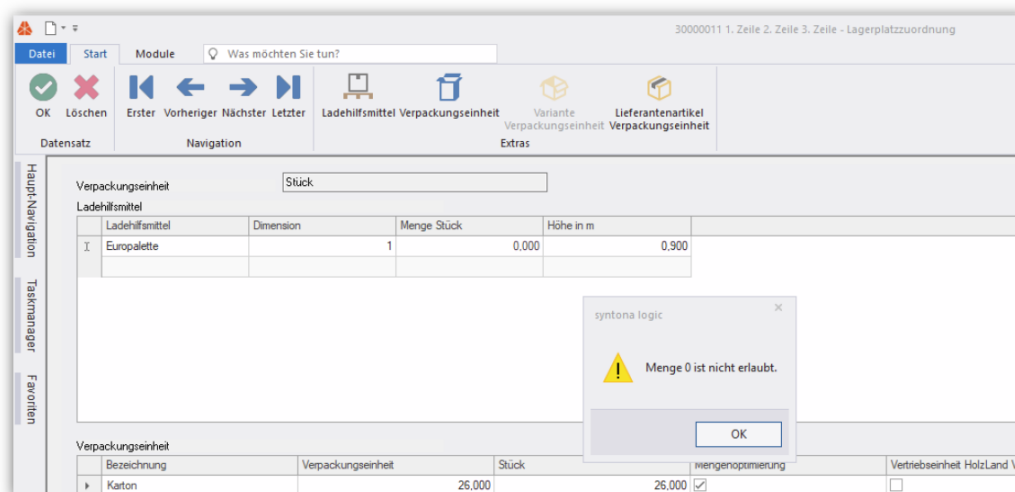 30000011 1. Zeile 2. Zeile 3. Zeile - Lagerplatzzuordnung
Datei Start Module Was möchten Sie tun?
OK Löschen Erster Vorheriger Nächster Letzter Ladehilfsmittel Verpackungseinheit Variante Verpackungseinheit Lieferantenartikel Verpackungseinheit
Datensatz Navigation Extras
Haupt-Navigation
Taskmanager
Favoriten
Verpackungseinheit Stück
Ladehilfsmittel
Ladehilfsmittel Dimension Menge Stück Höhe in m
Europalette 1 0,000 0,900
syntona logic
Menge 0 ist nicht erlaubt.
OK
Verpackungseinheit
Bezeichnung Verpackungseinheit Stück Mengenoptimierung Vertriebseinheit HolzLand
Karton 26,000 26,000